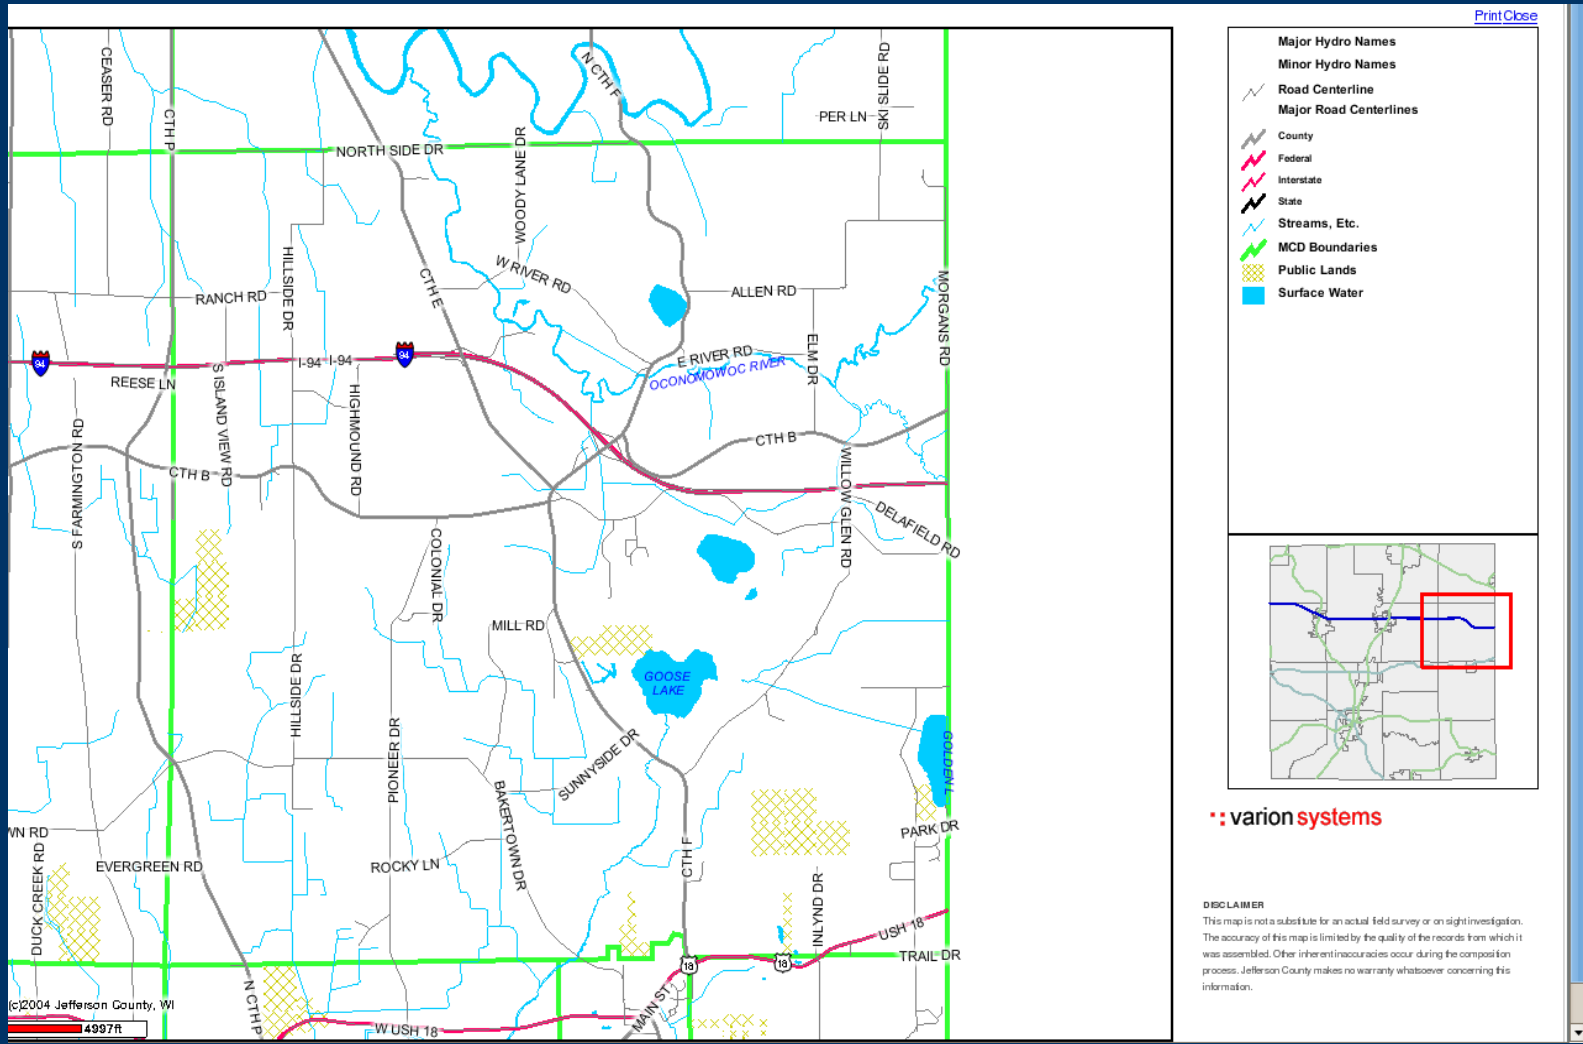 Print Close
CEASER RD
CTH P
N CTH F
SKI SLIDE RD
PER LN
NORTH SIDE DR
WOODY LANE DR
W RIVER RD
HILLSIDE DR
CTH E
RANCH RD
ALLEN RD
MORGANS RD
94
94
I-94 I-94
E RIVER RD
ELM DR
OCONOMOWOC RIVER
REESE LN
S ISLAND VIEW RD
HIGHMOUND RD
S FARMINGTON RD
CTH B
CTH B
WILLOW GLEN RD
DELAFIELD RD
COLONIAL DR
MILL RD
GOOSE
LAKE
HILLSIDE DR
PIONEER DR
SUNNYSIDE DR
GOLDEN L
BAKERTOWN DR
WN RD
PARK DR
EVERGREEN RD
ROCKY LN
CTH F
DUCK CREEK RD
INLYND DR
USH 18
TRAIL DR
18
18
N CTH P
MAIN ST
W USH 18
(c)2004 Jefferson County, WI
4997ft
Major Hydro Names
Minor Hydro Names
Road Centerline
Major Road Centerlines
County
Federal
Interstate
State
Streams, Etc.
MCD Boundaries
Public Lands
Surface Water
varion systems
DISCLAIMER
This map is not a substitute for an actual field survey or on sight investigation.
The accuracy of this map is limited by the quality of the records from which it
was assembled. Other inherent inaccuracies occur during the composition
process. Jefferson County makes no warranty whatsoever concerning this
information.